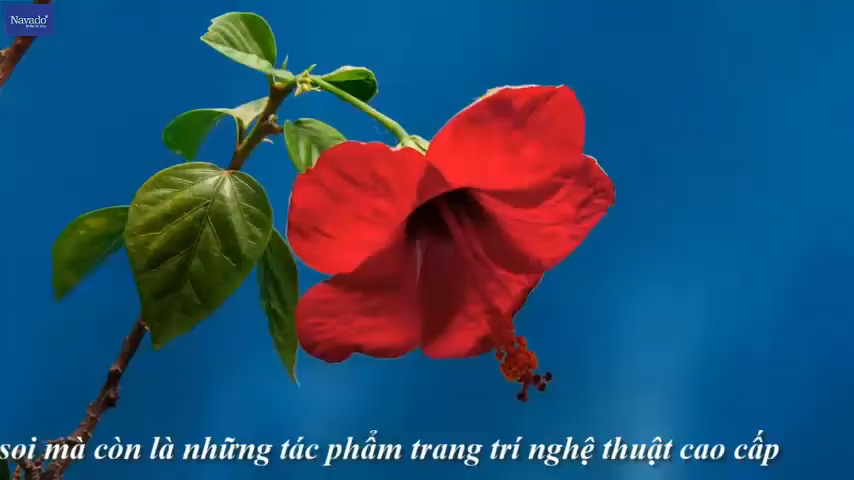 Navado
soi mà còn là những tác phẩm trang trí nghệ thuật cao cấp